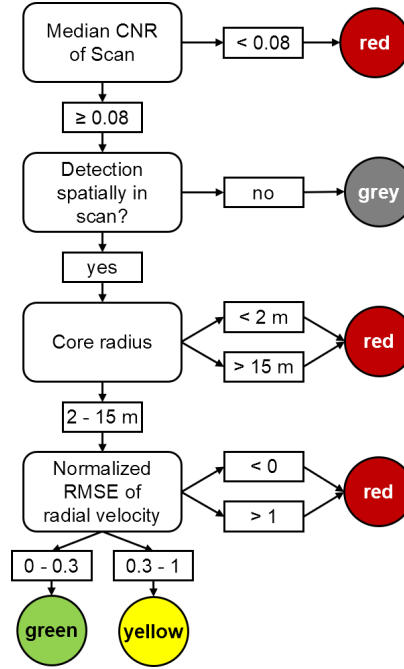 Median CNR
of Scan
< 0.08
red
≥ 0.08
Detection
spatially in
scan?
no
grey
yes
Core radius
< 2 m
> 15 m
red
2 - 15 m
Normalized
RMSE of
radial velocity
< 0
> 1
red
0 - 0.3
0.3 - 1
green
yellow